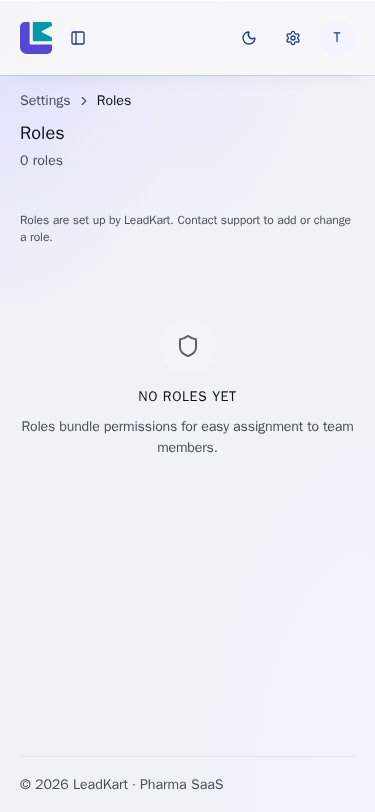 T
Settings > Roles
Roles
0 roles
Roles are set up by LeadKart. Contact support to add or change
a role.
NO ROLES YET
Roles bundle permissions for easy assignment to team
members.
© 2026 LeadKart · Pharma SaaS